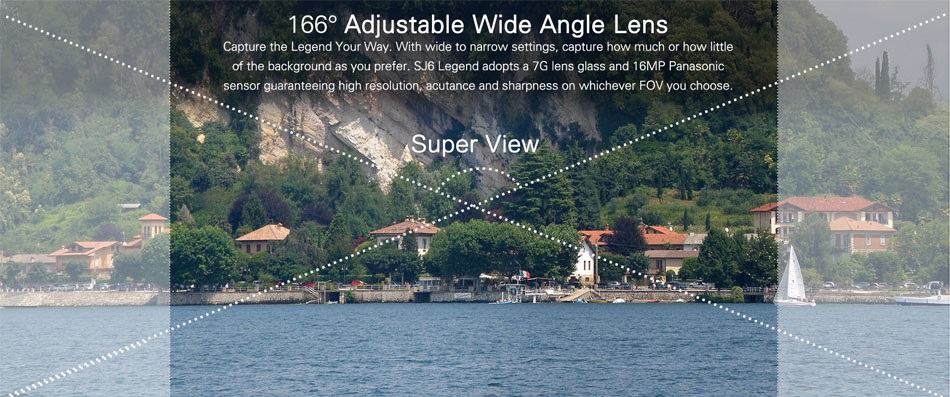 166° Adjustable Wide Angle Lens
Capture the Legend Your Way. With wide to narrow settings, capture how much or how little
of the background as you prefer. SJ6 Legend adopts a 7G lens glass and 16MP Panasonic
sensor guaranteeing high resolution, acutance and sharpness on whichever FOV you choose.
Super View